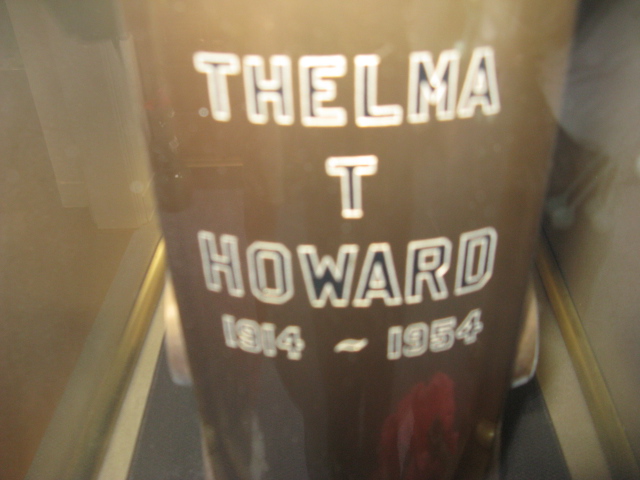 THELMA
T
HOWARD
1914 ~ 1954